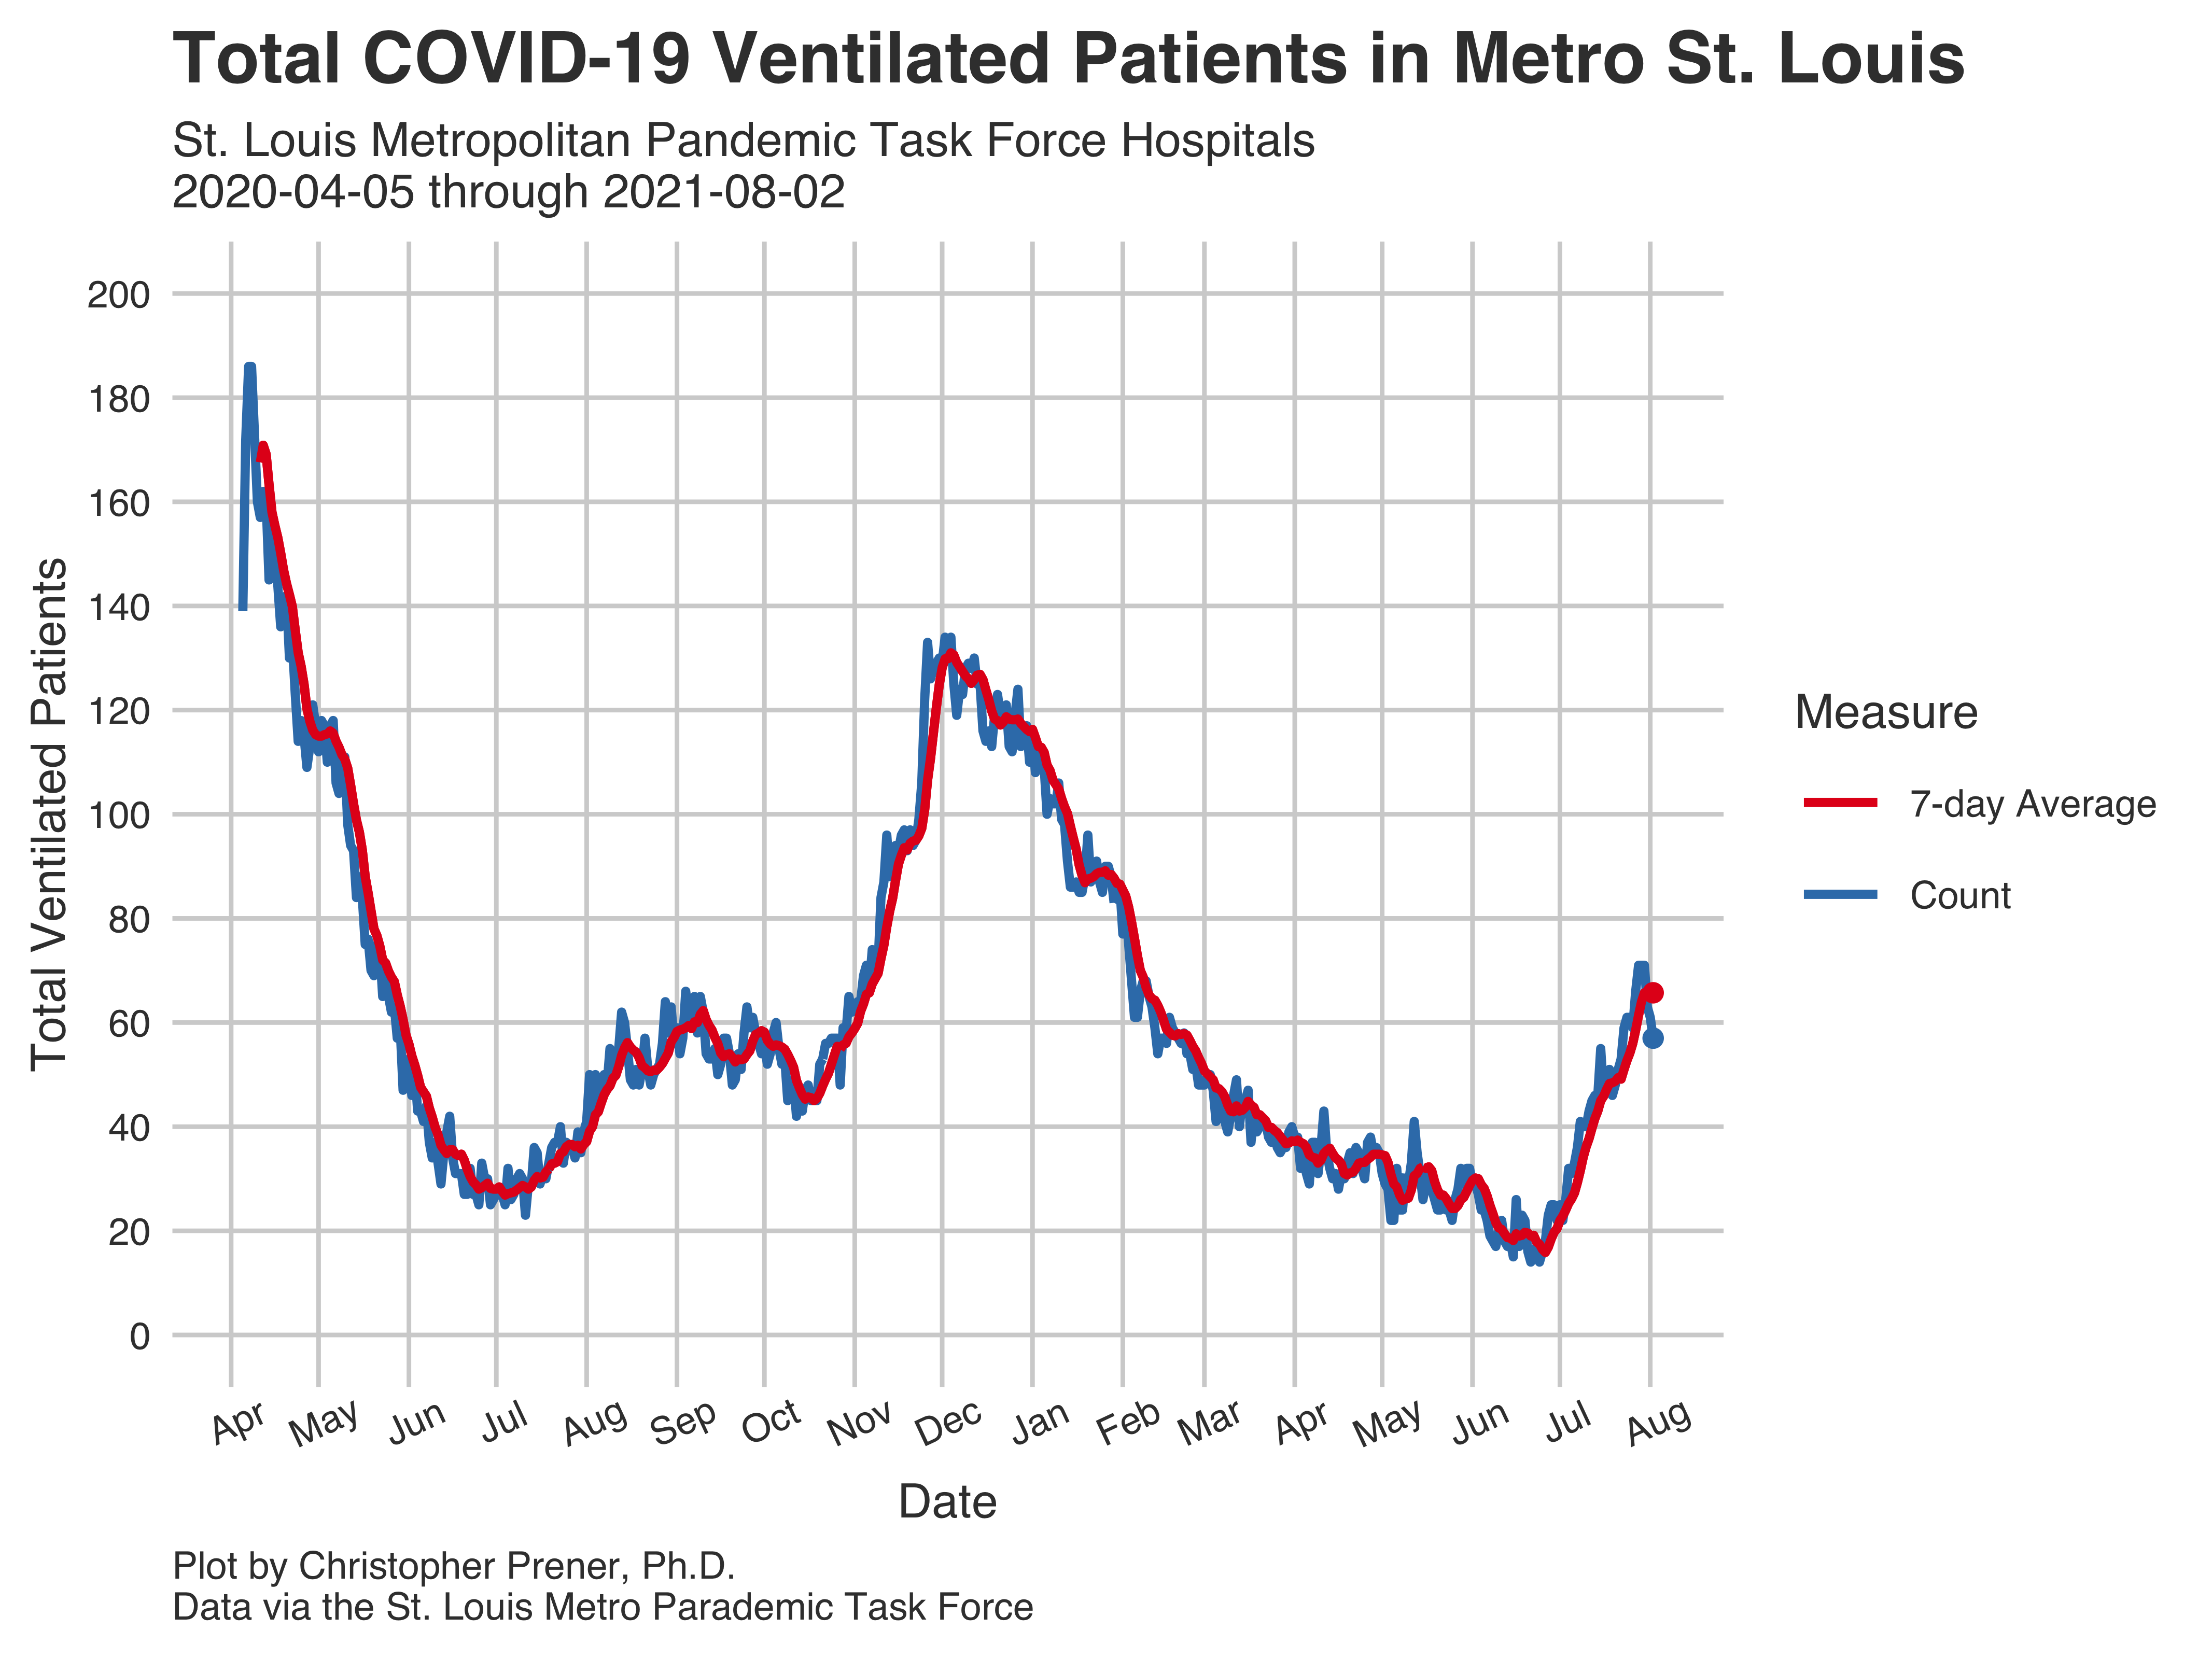 Total COVID-19 Ventilated Patients in Metro St. Louis
St. Louis Metropolitan Pandemic Task Force Hospitals
2020-04-05 through 2021-08-02
Total Ventilated Patients
200
180
160
140
120
100
80
60
40
20
0
Apr May Jun Jul Aug Sep Oct Nov Dec Jan Feb Mar Apr May Jun Jul Aug
Date
Measure
7-day Average
Count
Plot by Christopher Prener, Ph.D.
Data via the St. Louis Metro Parademic Task Force